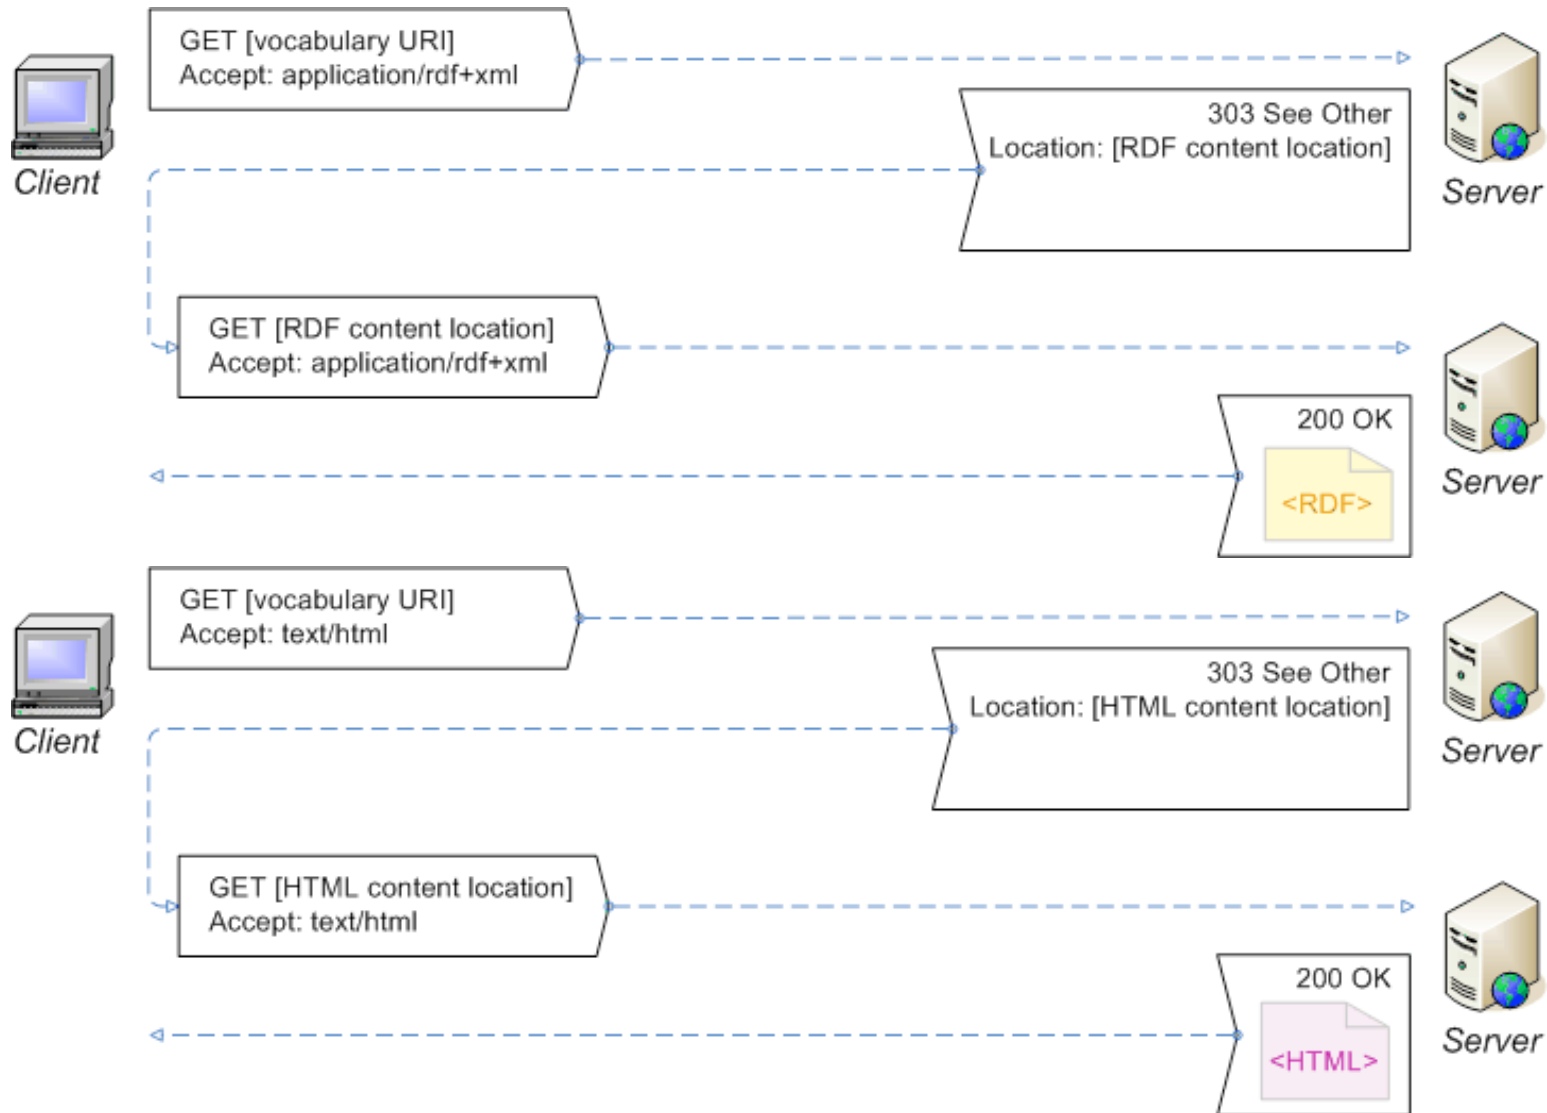 GET [vocabulary URI]
Accept: application/rdf+xml
Client
303 See Other
Location: [RDF content location]
Server
GET [RDF content location]
Accept: application/rdf+xml
200 OK
<RDF>
Server
GET [vocabulary URI]
Accept: text/html
Client
303 See Other
Location: [HTML content location]
Server
GET [HTML content location]
Accept: text/html
200 OK
<HTML>
Server